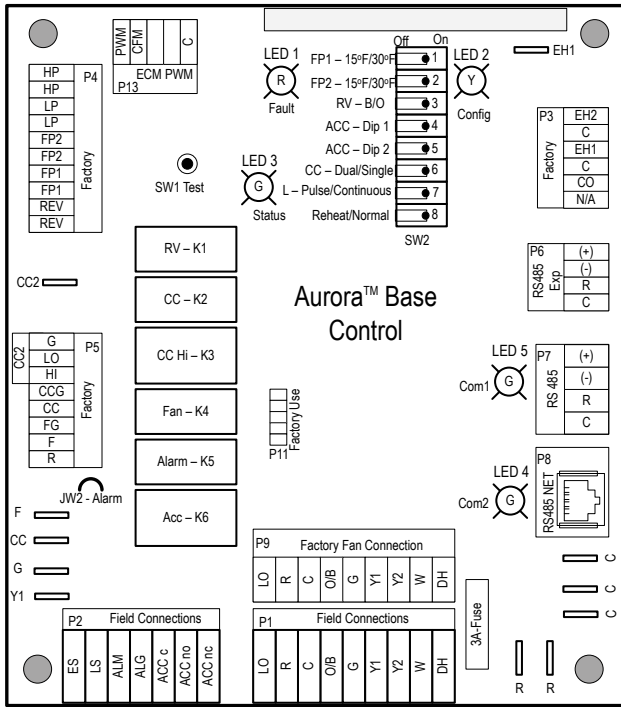 PWM
CFM
C
ECM PWM
P13
LED 1
R
Fault
Off On
FP1 – 15ºF/30ºF 1
FP2 – 15ºF/30ºF 2
RV – B/O 3
ACC – Dip 1 4
ACC – Dip 2 5
CC – Dual/Single 6
L – Pulse/Continuous 7
Reheat/Normal 8
SW2
LED 2
Y
Config
EH1
P4
HP
HP
LP
LP
FP2
FP2
FP1
FP1
REV
REV
Factory
SW1 Test
LED 3
G
Status
P3
EH2
C
EH1
C
CO
N/A
Factory
RV – K1
CC – K2
CC Hi – K3
Fan – K4
Alarm – K5
Acc – K6
Aurora™ Base
Control
P6
RS485
Exp
(+)
(-)
R
C
CC2
CC2
P5
G
LO
HI
CCG
CC
FG
F
R
Factory
JW2 - Alarm
P11
Factory Use
LED 5
Com1
G
P7
RS 485
(+)
(-)
R
C
LED 4
Com2
G
P8
RS485 NET
F
CC
G
Y1
P9
Factory Fan Connection
LO
R
C
O/B
G
Y1
Y2
W
DH
C
C
C
P2
Field Connections
ES
LS
ALM
ALG
ACC c
ACC no
ACC nc
P1
Field Connections
LO
R
C
O/B
G
Y1
Y2
W
DH
3A-Fuse
R
R